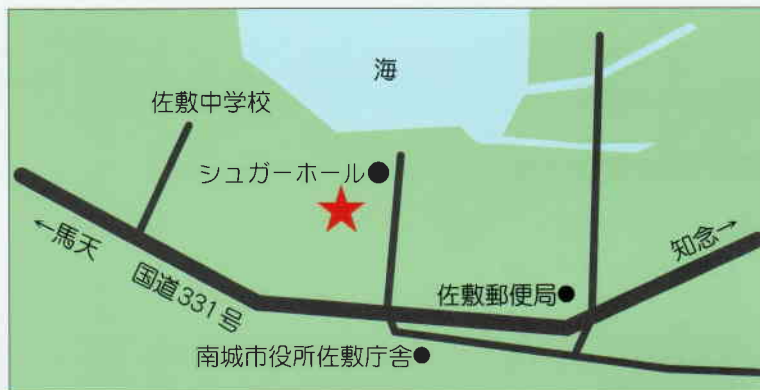 海
佐敷中学校
シュガーホール●
←馬天 国道331号
知念→
佐敷郵便局●
南城市役所佐敷庁舎●